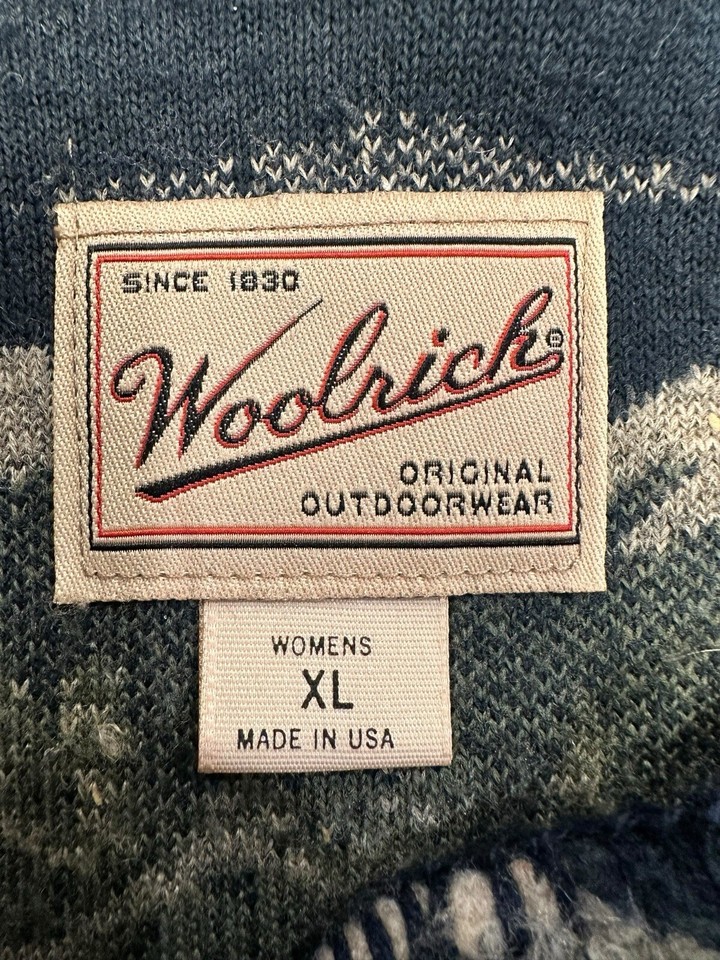 SINCE 1830
Woolrich®
ORIGINAL
OUTDOORWEAR
WOMENS
XL
MADE IN USA